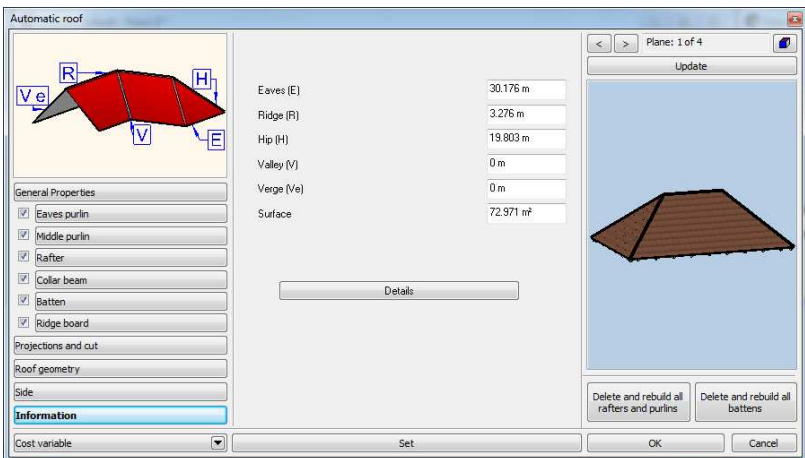 Automatic roof
R
H
Ve
V
E
General Properties
Eaves purlin
Middle purlin
Rafter
Collar beam
Batten
Ridge board
Projections and cut
Roof geometry
Side
Information
Cost variable
Eaves (E) 30.176 m
Ridge (R) 3.276 m
Hip (H) 19.803 m
Valley (V) 0 m
Verge (Ve) 0 m
Surface 72.971 m²
Details
Set
< > Plane: 1 of 4
Update
Delete and rebuild all
rafters and purlins
Delete and rebuild all
battens
OK Cancel